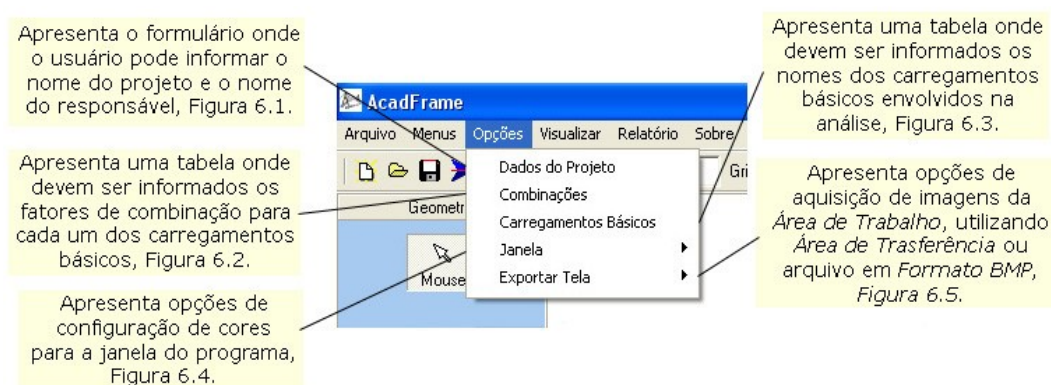 Apresenta o formulário onde
o usuário pode informar o
nome do projeto e o nome
do responsável, Figura 6.1.
Apresenta uma tabela onde
devem ser informados os
fatores de combinação para
cada um dos carregamentos
básicos, Figura 6.2.
Apresenta opções de
configuração de cores
para a janela do programa,
Figura 6.4.
AcadFrame
Arquivo Menus Opções Visualizar Relatório Sobre
Gri
Geometr
Mouse
Dados do Projeto
Combinações
Carregamentos Básicos
Janela
Exportar Tela
Apresenta uma tabela onde
devem ser informados os
nomes dos carregamentos
básicos envolvidos na
análise, Figura 6.3.
Apresenta opções de
aquisição de imagens da
Área de Trabalho, utilizando
Área de Trasferência ou
arquivo em Formato BMP,
Figura 6.5.